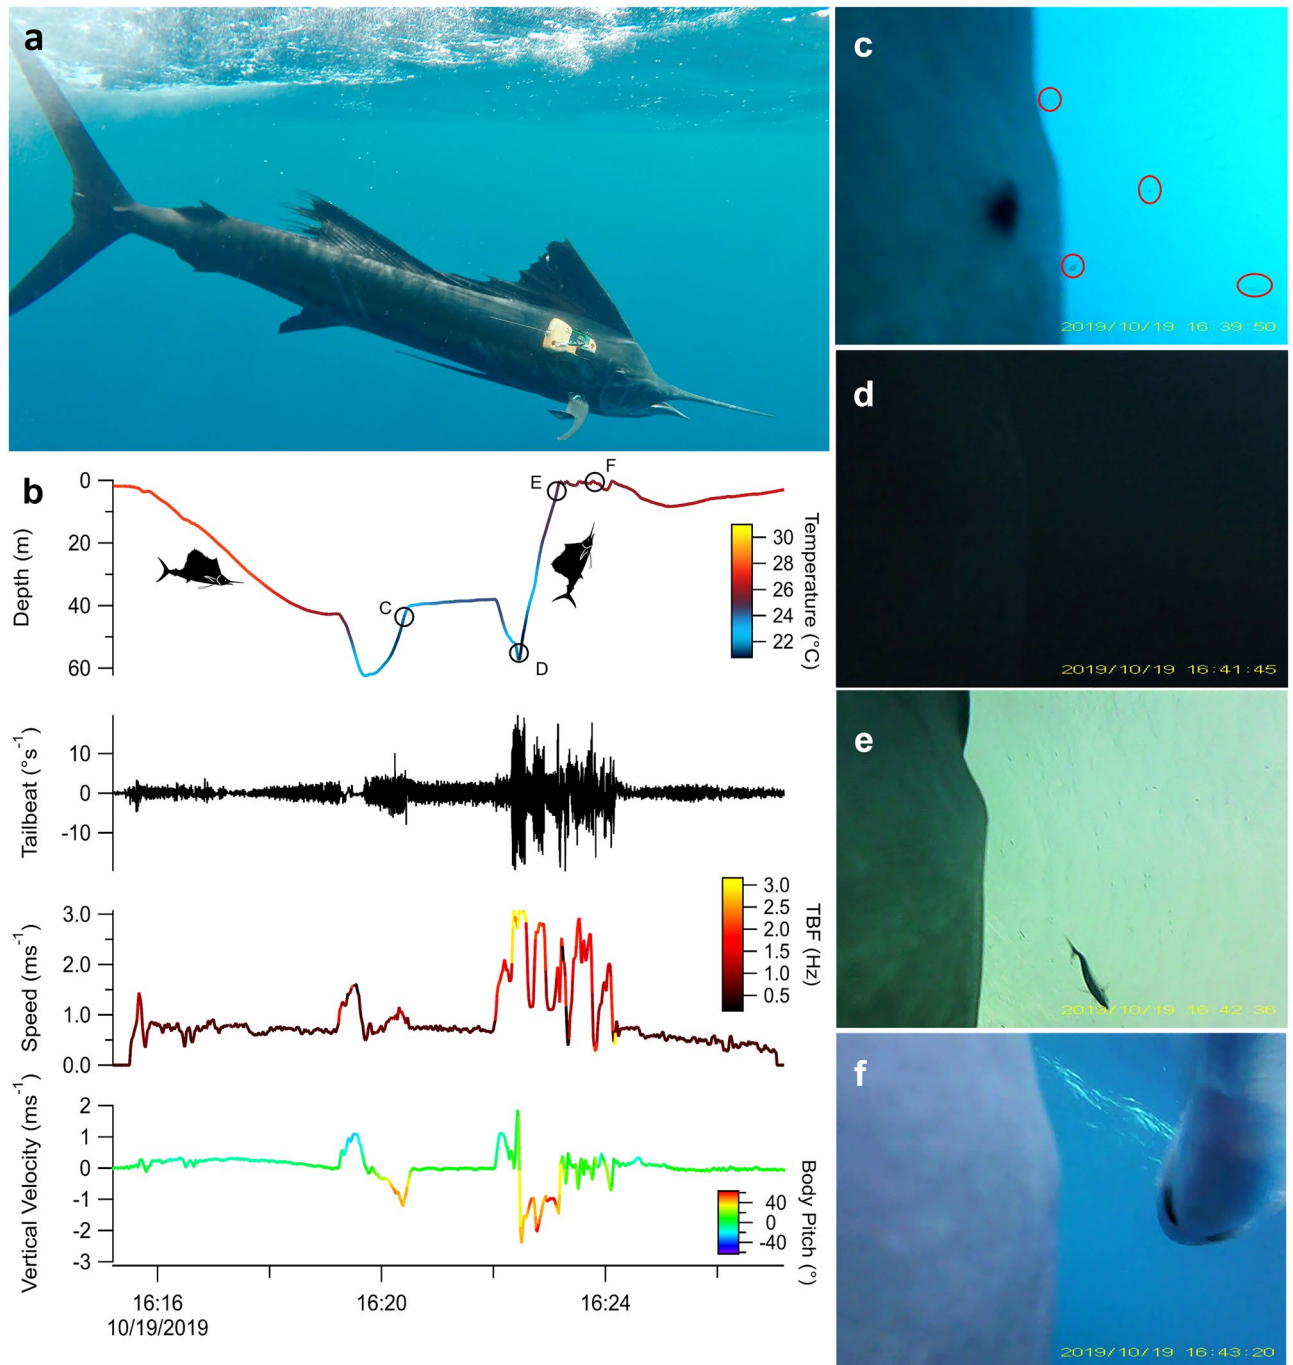 a
b
0
20
40
60
Depth (m)
C
D
E
F
30
28
26
24
22
Temperature (°C)
10
0
-10
Tailbeat (°s⁻¹)
3.0
2.0
1.0
0.0
Speed (ms⁻¹)
3.0
2.5
2.0
1.5
1.0
0.5
TBF (Hz)
2
1
0
-1
-2
-3
Vertical Velocity (ms⁻¹)
40
0
-40
Body Pitch (°)
16:16
16:20
16:24
10/19/2019
c
2019/10/19 16:39:50
d
2019/10/19 16:41:45
e
2019/10/19 16:42:36
f
2019/10/19 16:43:20